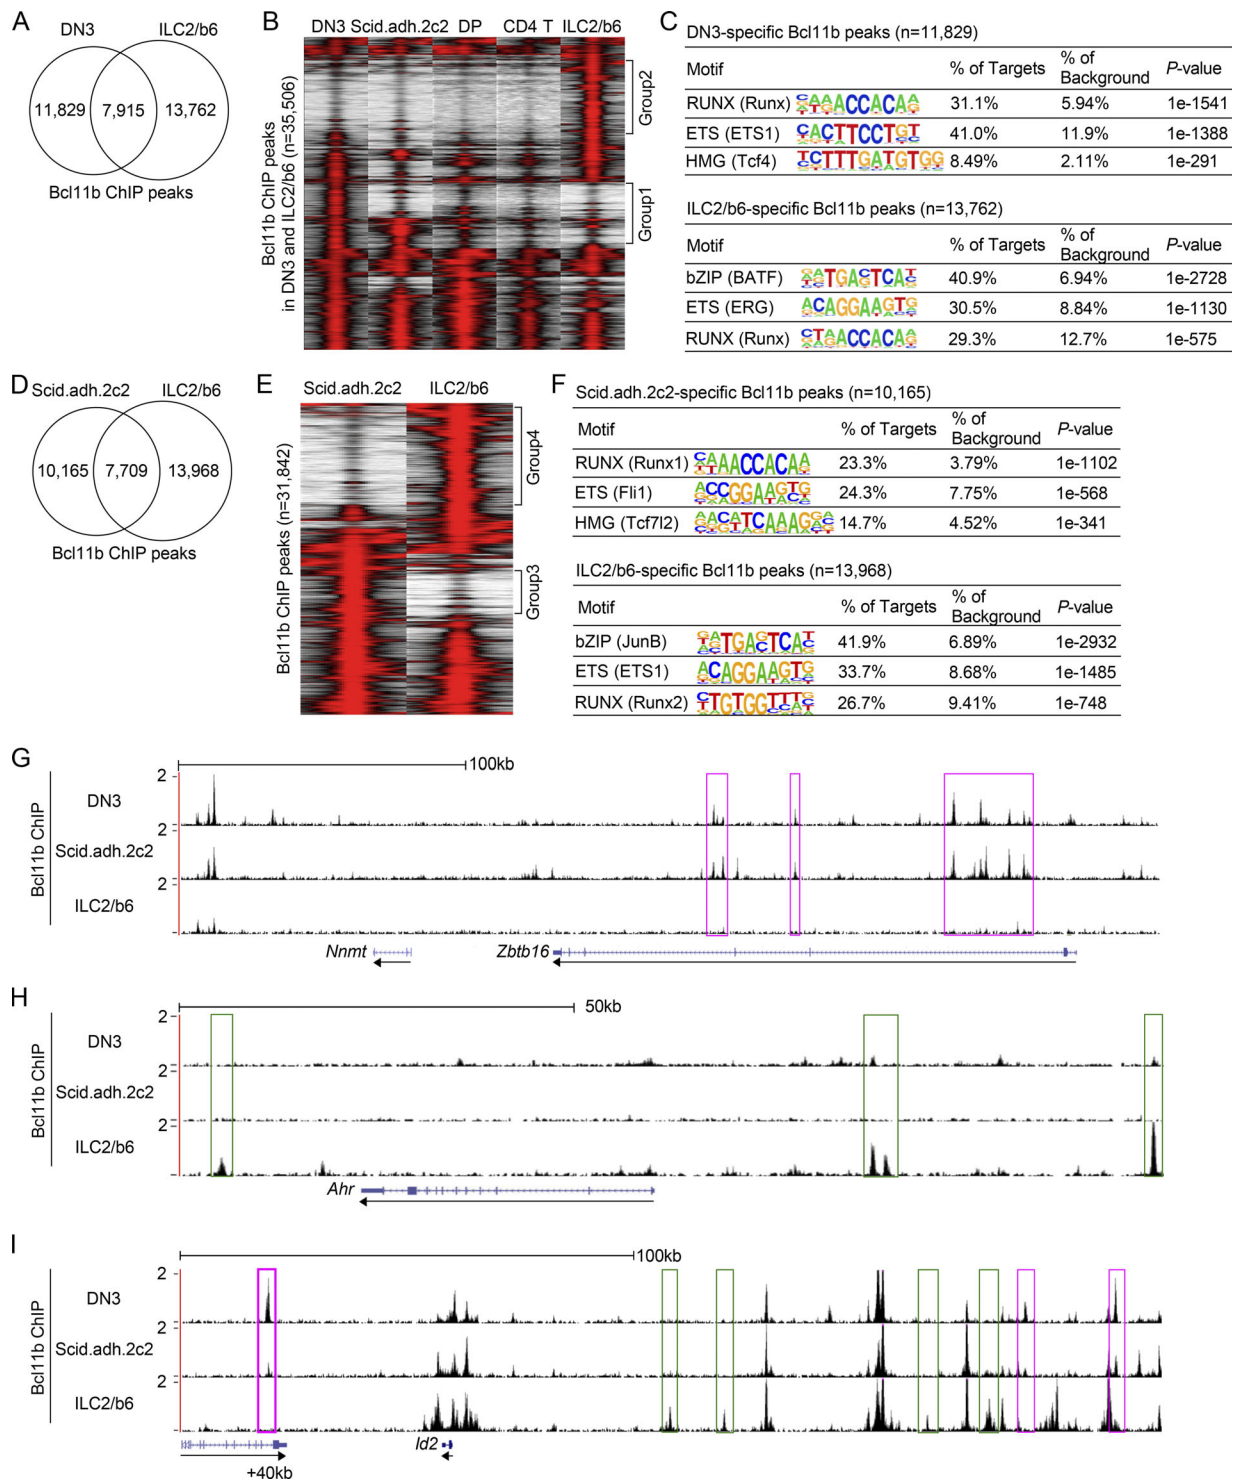 A
DN3
ILC2/b6
11,829
7,915
13,762
Bcl11b ChIP peaks
B
DN3 Scid.adh.2c2 DP CD4 T ILC2/b6
Bcl11b ChIP peaks
in DN3 and ILC2/b6 (n=35,506)
Group2
Group1
C
DN3-specific Bcl11b peaks (n=11,829)
Motif % of Targets % of Background P-value
RUNX (Runx) ACCACA 31.1% 5.94% 1e-1541
ETS (ETS1) CACTTCCTGT 41.0% 11.9% 1e-1388
HMG (Tcf4) CTTTGATGTGG 8.49% 2.11% 1e-291
ILC2/b6-specific Bcl11b peaks (n=13,762)
Motif % of Targets % of Background P-value
bZIP (BATF) TGAGTCA 40.9% 6.94% 1e-2728
ETS (ERG) ACAGGAAGTG 30.5% 8.84% 1e-1130
RUNX (Runx) AACCACA 29.3% 12.7% 1e-575
D
Scid.adh.2c2
ILC2/b6
10,165
7,709
13,968
Bcl11b ChIP peaks
E
Scid.adh.2c2 ILC2/b6
Bcl11b ChIP peaks (n=31,842)
Group4
Group3
F
Scid.adh.2c2-specific Bcl11b peaks (n=10,165)
Motif % of Targets % of Background P-value
RUNX (Runx1) AAACCACAA 23.3% 3.79% 1e-1102
ETS (Fli1) ACCGGAAGTG 24.3% 7.75% 1e-568
HMG (Tcf7l2) ATCAAAG 14.7% 4.52% 1e-341
ILC2/b6-specific Bcl11b peaks (n=13,968)
Motif % of Targets % of Background P-value
bZIP (JunB) TGAGTCA 41.9% 6.89% 1e-2932
ETS (ETS1) ACAGGAAGTG 33.7% 8.68% 1e-1485
RUNX (Runx2) TGTGGTTT 26.7% 9.41% 1e-748
G
100kb
Bcl11b ChIP
2
DN3
2
Scid.adh.2c2
2
ILC2/b6
Nnmt
Zbtb16
H
50kb
Bcl11b ChIP
2
DN3
2
Scid.adh.2c2
2
ILC2/b6
Ahr
I
100kb
Bcl11b ChIP
2
DN3
2
Scid.adh.2c2
2
ILC2/b6
Id2
+40kb